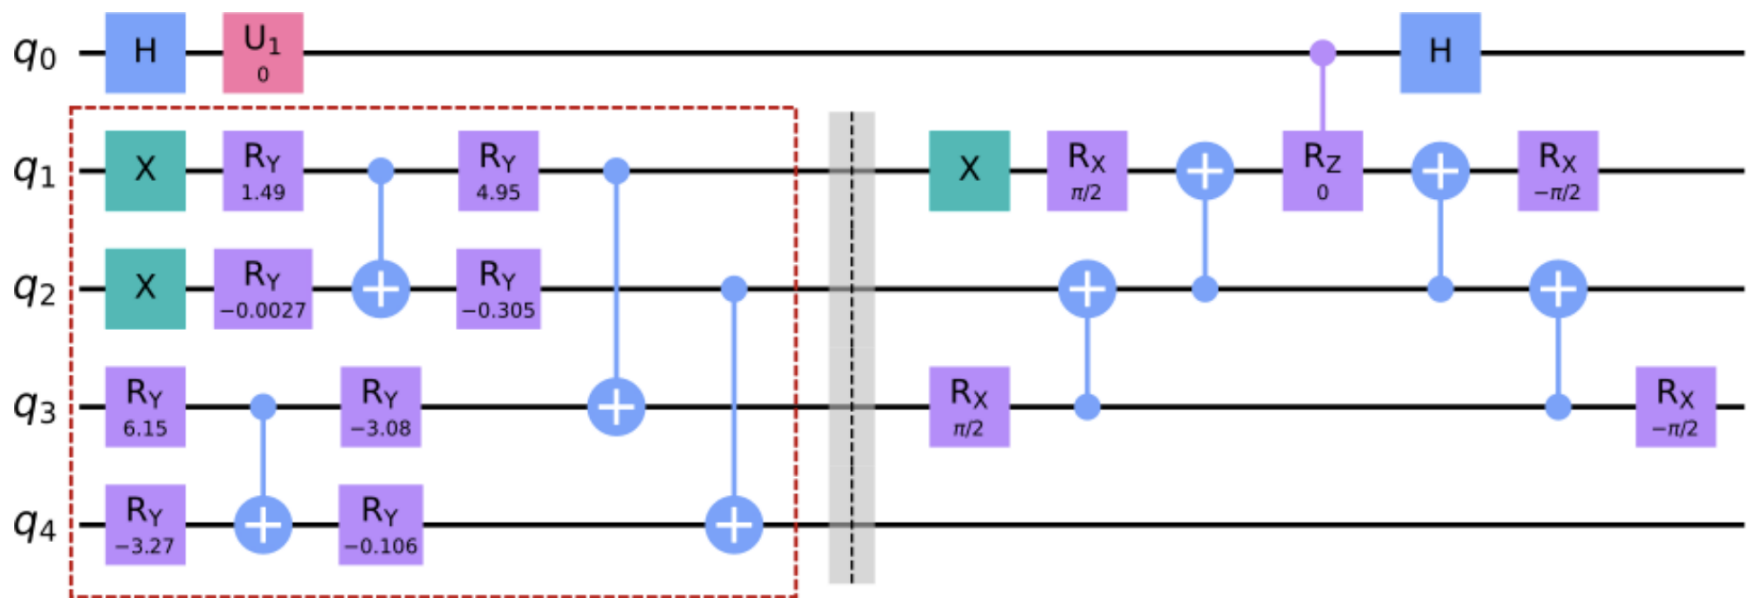 q0 H U1 0 H
q1 X RY 1.49 RY 4.95 X RX π/2 RZ 0 RX −π/2
q2 X RY −0.0027 RY −0.305
q3 RY 6.15 RY −3.08 RX π/2 RX −π/2
q4 RY −3.27 RY −0.106